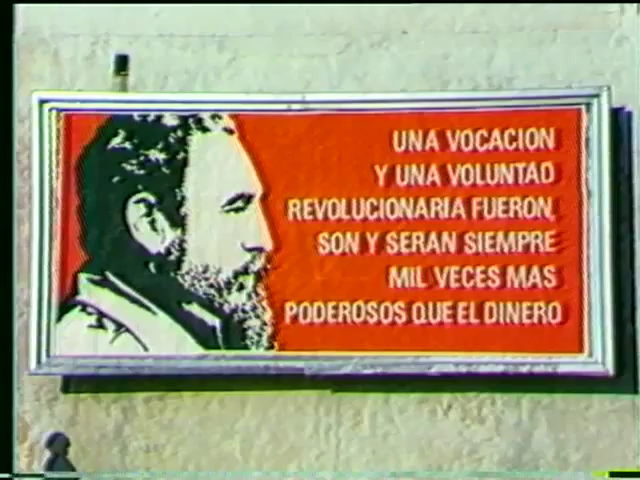 UNA VOCACION
Y UNA VOLUNTAD
REVOLUCIONARIA FUERON,
SON Y SERAN SIEMPRE
MIL VECES MAS
PODEROSOS QUE EL DINERO